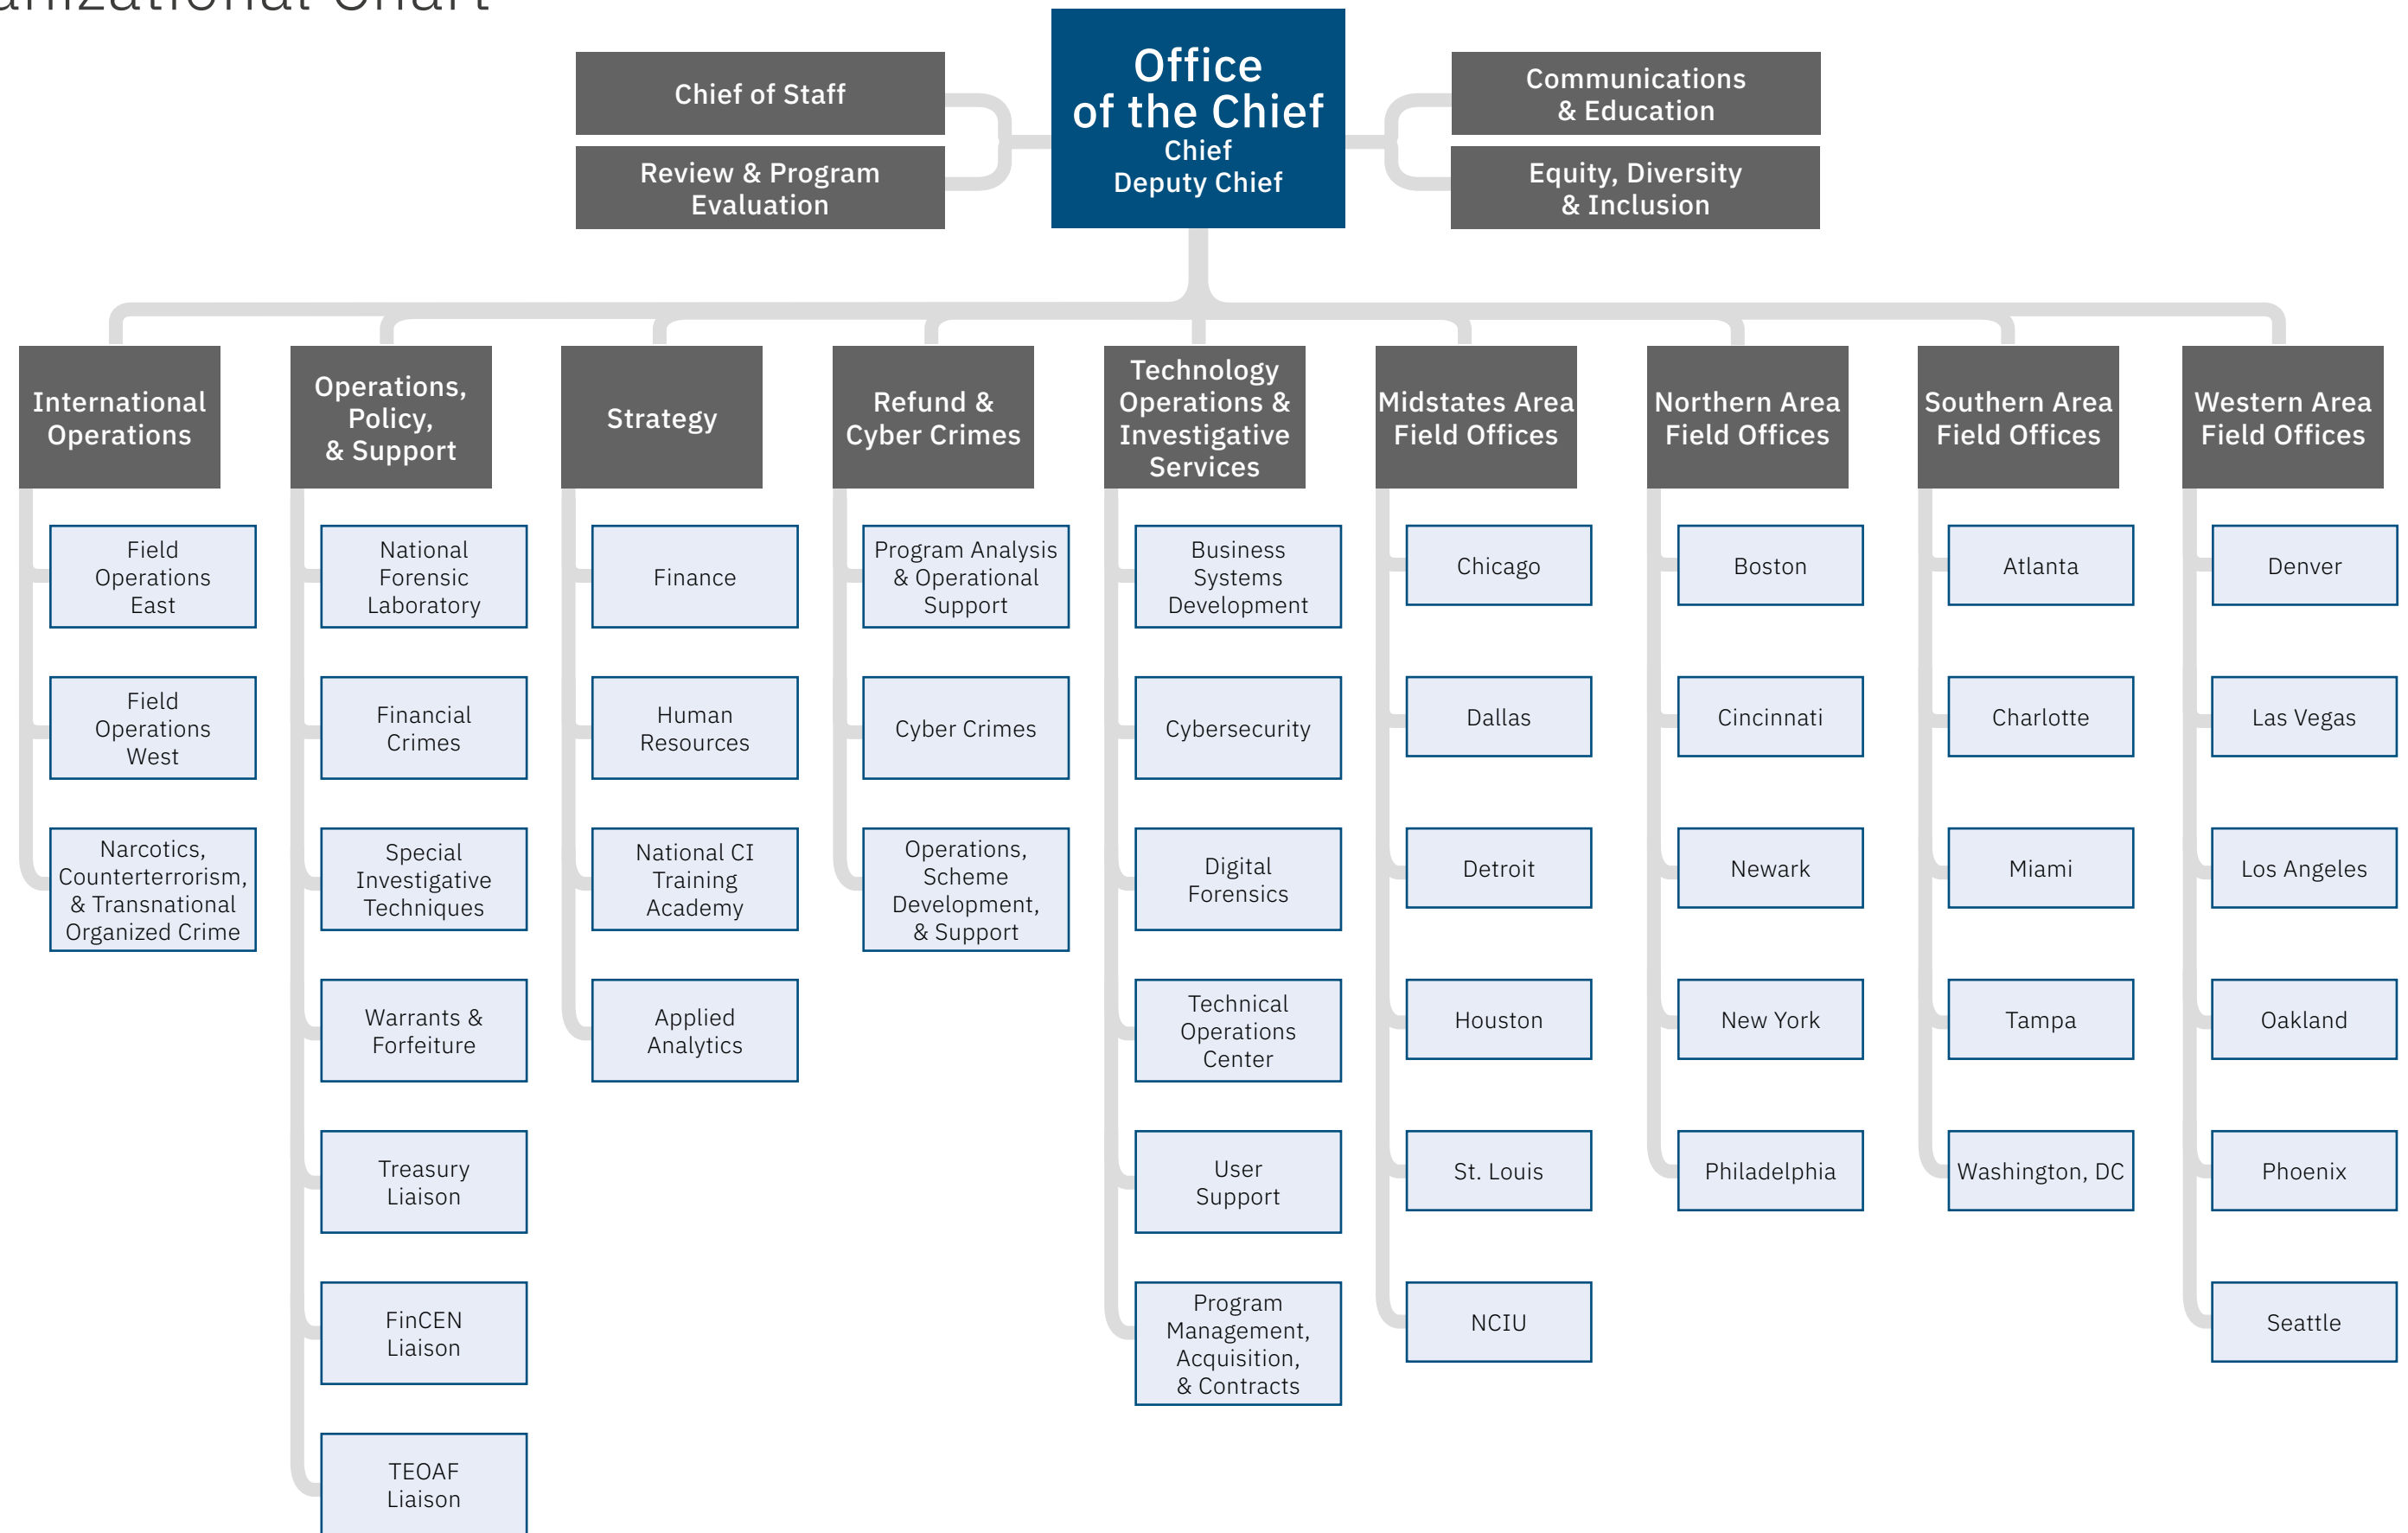 Chart
Office
of the Chief
Chief
Deputy Chief
Chief of Staff
Review & Program
Evaluation
Communications
& Education
Equity, Diversity
& Inclusion
International
Operations
Field
Operations
East
Field
Operations
West
Narcotics,
Counterterrorism,
& Transnational
Organized Crime
Operations,
Policy,
& Support
National
Forensic
Laboratory
Financial
Crimes
Special
Investigative
Techniques
Warrants &
Forfeiture
Treasury
Liaison
FinCEN
Liaison
TEOAF
Liaison
Strategy
Finance
Human
Resources
National CI
Training
Academy
Applied
Analytics
Refund &
Cyber Crimes
Program Analysis
& Operational
Support
Cyber Crimes
Operations,
Scheme
Development,
& Support
Technology
Operations &
Investigative
Services
Business
Systems
Development
Cybersecurity
Digital
Forensics
Technical
Operations
Center
User
Support
Program
Management,
Acquisition,
& Contracts
Midstates Area
Field Offices
Chicago
Dallas
Detroit
Houston
St. Louis
NCIU
Northern Area
Field Offices
Boston
Cincinnati
Newark
New York
Philadelphia
Southern Area
Field Offices
Atlanta
Charlotte
Miami
Tampa
Washington, DC
Western Area
Field Offices
Denver
Las Vegas
Los Angeles
Oakland
Phoenix
Seattle